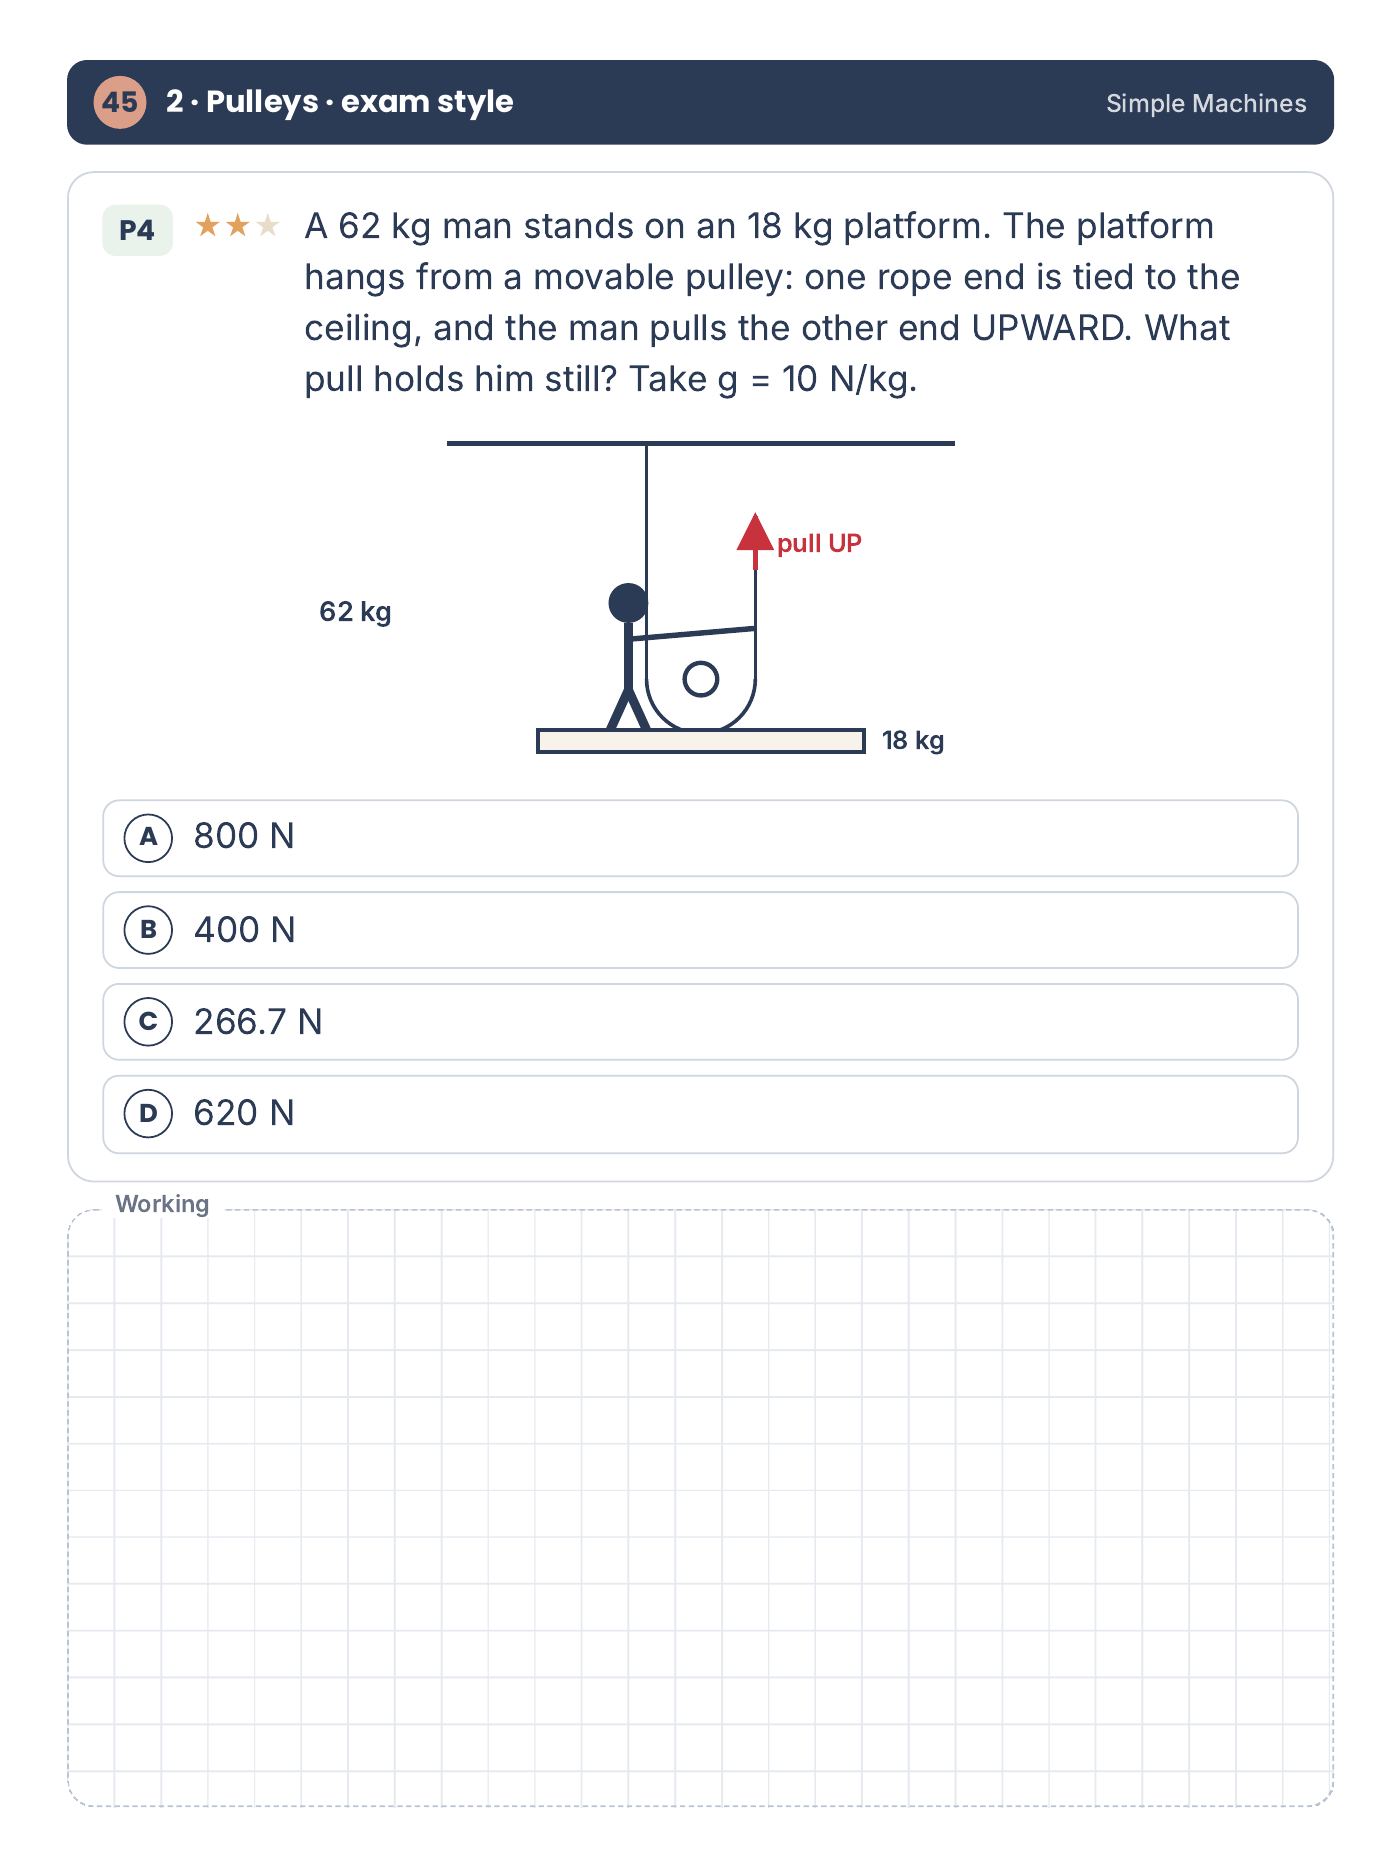 45 2 · Pulleys · exam style Simple Machines
P4 ★★★ A 62 kg man stands on an 18 kg platform. The platform
hangs from a movable pulley: one rope end is tied to the
ceiling, and the man pulls the other end UPWARD. What
pull holds him still? Take g = 10 N/kg.
pull UP
62 kg
18 kg
A 800 N
B 400 N
C 266.7 N
D 620 N
Working